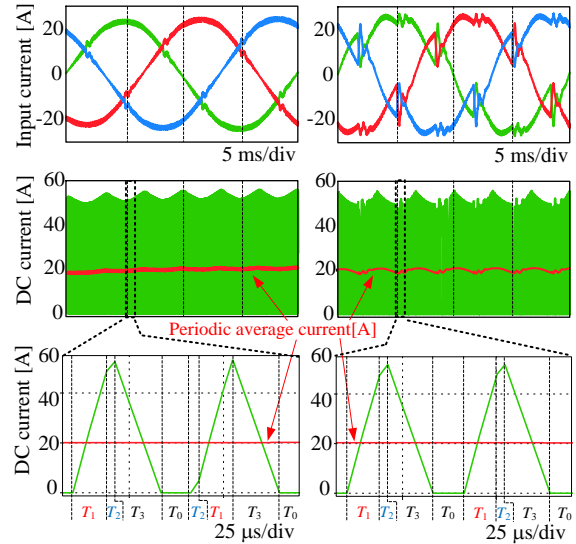 Input current [A]
20
0
-20
5 ms/div
20
0
-20
5 ms/div
DC current [A]
60
40
20
0
60
40
20
0
Periodic average current[A]
DC current [A]
60
40
20
0
60
40
20
0
T1 T2 T3 T0 T2 T1 T3 T0
T1 T2 T3 T0 T1 T2 T3 T0
25 μs/div
25 μs/div